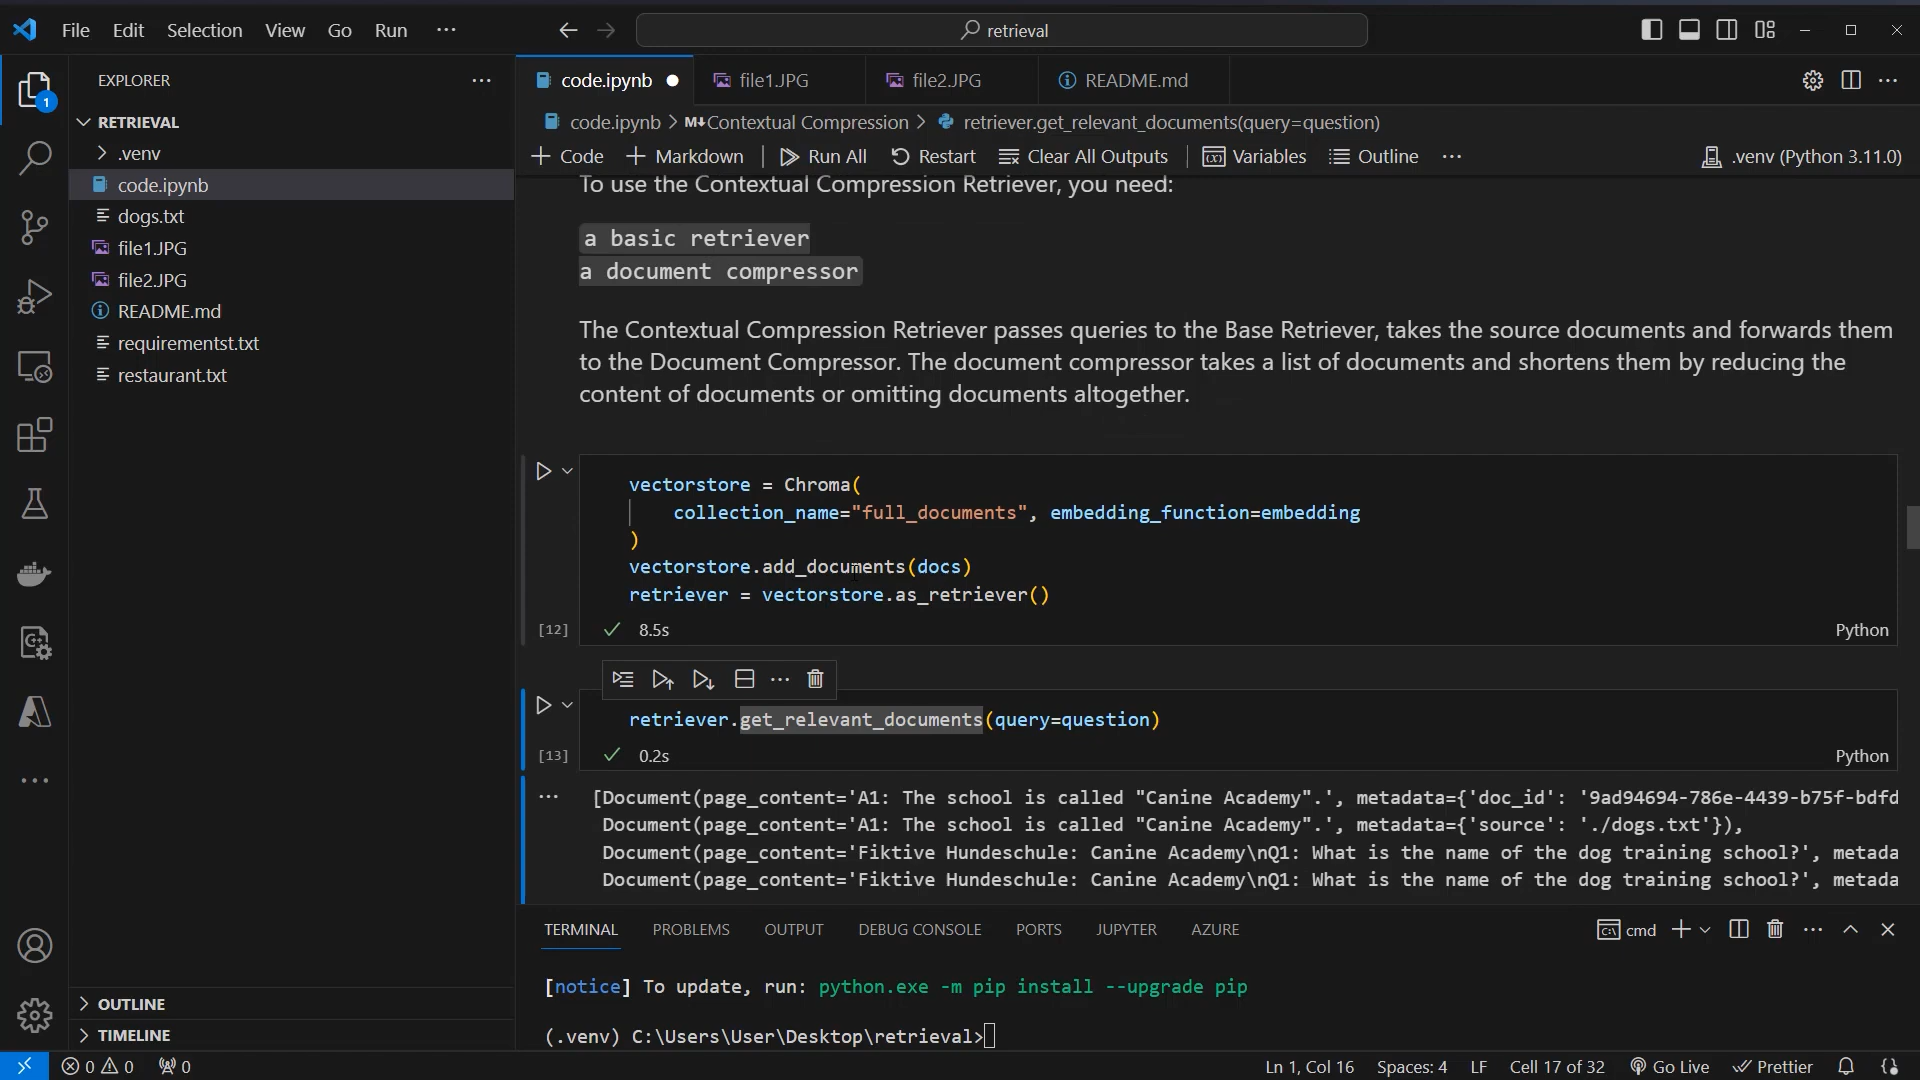 File Edit Selection View Go Run ... retrieval
EXPLORER ...
RETRIEVAL
.venv
code.ipynb
dogs.txt
file1.JPG
file2.JPG
README.md
requirementst.txt
restaurant.txt
OUTLINE
TIMELINE
1
code.ipynb file1.JPG file2.JPG README.md ...
code.ipynb > M↓Contextual Compression > retriever.get_relevant_documents(query=question)
+ Code + Markdown | Run All Restart Clear All Outputs | Variables Outline ... .venv (Python 3.11.0)
To use the Contextual Compression Retriever, you need:
a basic retriever
a document compressor
The Contextual Compression Retriever passes queries to the Base Retriever, takes the source documents and forwards them
to the Document Compressor. The document compressor takes a list of documents and shortens them by reducing the
content of documents or omitting documents altogether.
vectorstore = Chroma(
collection_name="full_documents", embedding_function=embedding
)
vectorstore.add_documents(docs)
retriever = vectorstore.as_retriever()
[12] 8.5s Python
retriever.get_relevant_documents(query=question)
[13] 0.2s Python
... [Document(page_content='A1: The school is called "Canine Academy".', metadata={'doc_id': '9ad94694-786e-4439-b75f-bdfd
Document(page_content='A1: The school is called "Canine Academy".', metadata={'source': './dogs.txt'}),
Document(page_content='Fiktive Hundeschule: Canine Academy\nQ1: What is the name of the dog training school?', metada
Document(page_content='Fiktive Hundeschule: Canine Academy\nQ1: What is the name of the dog training school?', metada
TERMINAL PROBLEMS OUTPUT DEBUG CONSOLE PORTS JUPYTER AZURE cmd
[notice] To update, run: python.exe -m pip install --upgrade pip
(.venv) C:\Users\User\Desktop\retrieval>
0 0 0 Ln 1, Col 16 Spaces: 4 LF Cell 17 of 32 Go Live Prettier